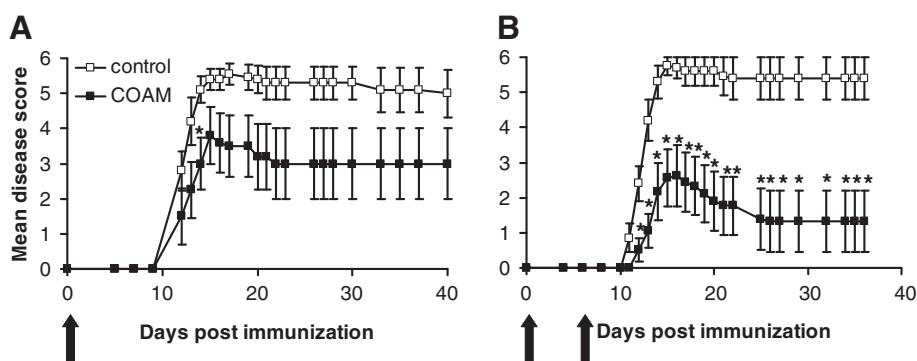 A
Mean disease score
6
5
4
3
2
1
0
control
COAM
*
0 10 20 30 40
Days post immunization
B
6
5
4
3
2
1
0
* * * * * * * * * * * * * * * * * * *
0 10 20 30 40
Days post immunization